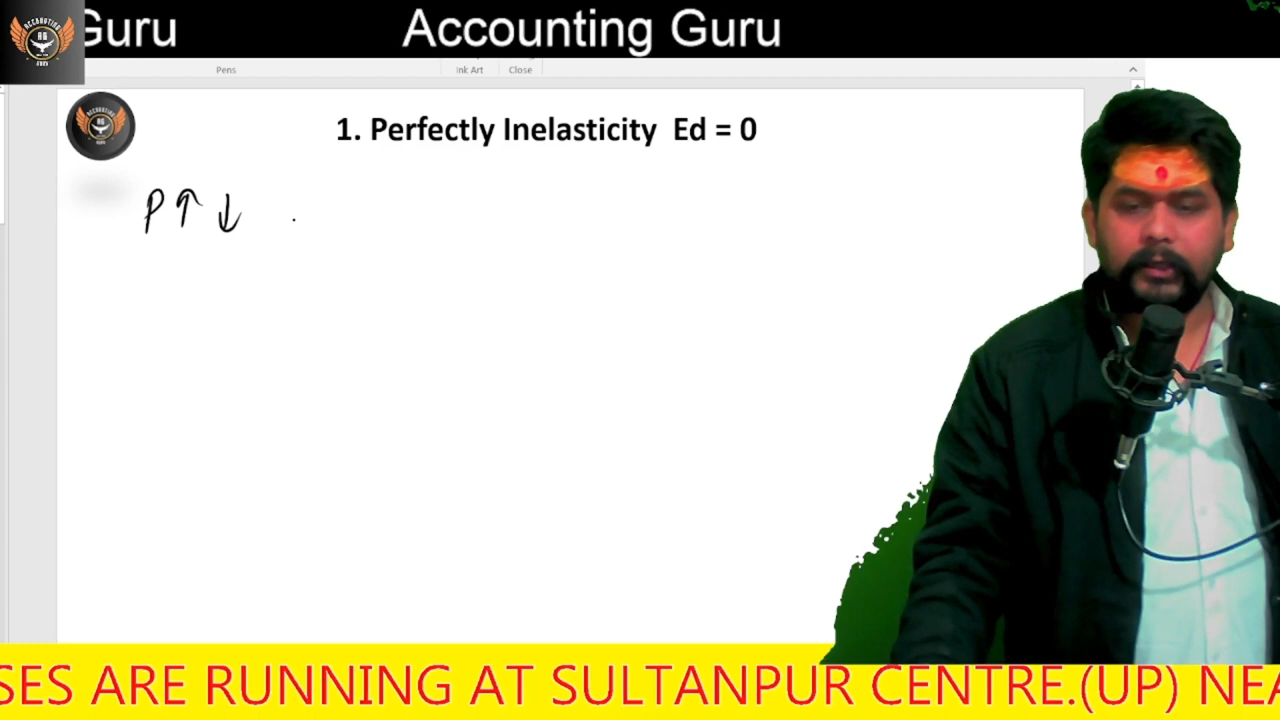 Guru Accounting Guru
Pens Ink Art Close
1. Perfectly Inelasticity Ed = 0
P↑ ↓
SES ARE RUNNING AT SULTANPUR CENTRE.(UP) NEA